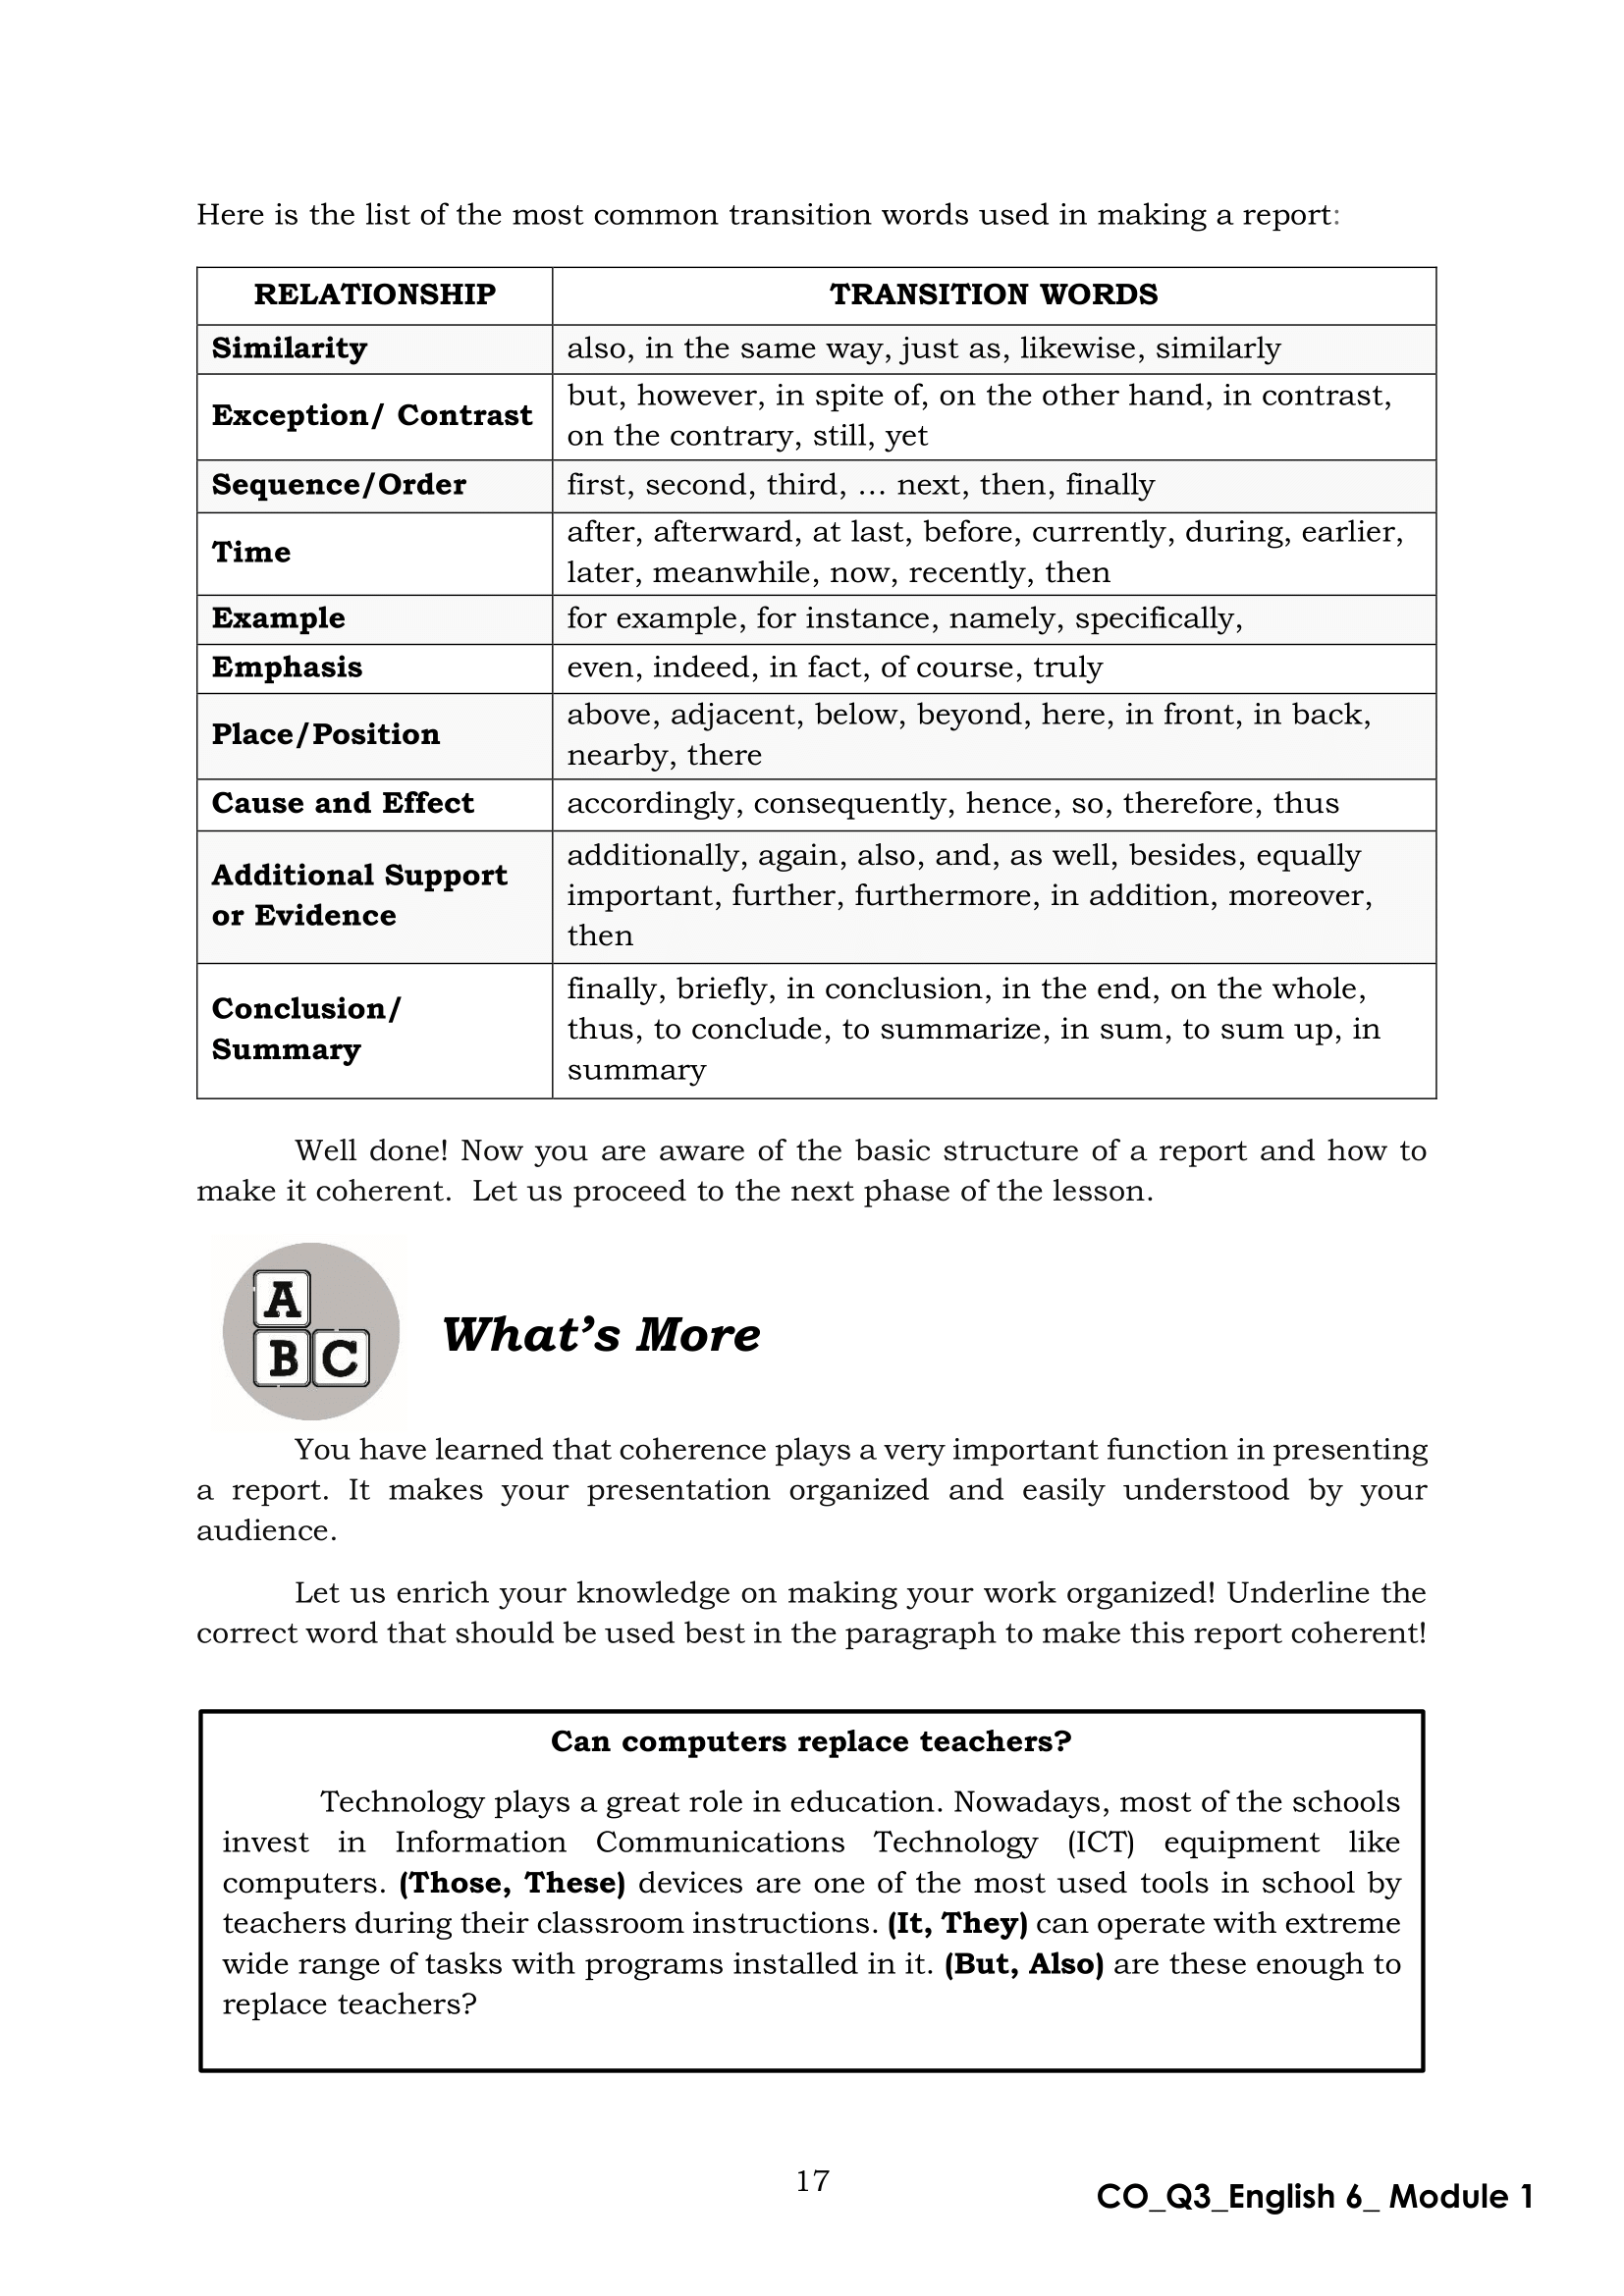 Here is the list of the most common transition words used in making a report:
RELATIONSHIP
TRANSITION WORDS
Similarity
also, in the same way, just as, likewise, similarly
Exception/ Contrast
but, however, in spite of, on the other hand, in contrast,
on the contrary, still, yet
Sequence/Order
first, second, third, … next, then, finally
Time
after, afterward, at last, before, currently, during, earlier,
later, meanwhile, now, recently, then
Example
for example, for instance, namely, specifically,
Emphasis
even, indeed, in fact, of course, truly
Place/Position
above, adjacent, below, beyond, here, in front, in back,
nearby, there
Cause and Effect
accordingly, consequently, hence, so, therefore, thus
Additional Support
or Evidence
additionally, again, also, and, as well, besides, equally
important, further, furthermore, in addition, moreover,
then
Conclusion/
Summary
finally, briefly, in conclusion, in the end, on the whole,
thus, to conclude, to summarize, in sum, to sum up, in
summary
Well done! Now you are aware of the basic structure of a report and how to
make it coherent. Let us proceed to the next phase of the lesson.
A
B C
What’s More
You have learned that coherence plays a very important function in presenting
a report. It makes your presentation organized and easily understood by your
audience.
Let us enrich your knowledge on making your work organized! Underline the
correct word that should be used best in the paragraph to make this report coherent!
Can computers replace teachers?
Technology plays a great role in education. Nowadays, most of the schools
invest in Information Communications Technology (ICT) equipment like
computers. (Those, These) devices are one of the most used tools in school by
teachers during their classroom instructions. (It, They) can operate with extreme
wide range of tasks with programs installed in it. (But, Also) are these enough to
replace teachers?
17
CO_Q3_English 6_ Module 1